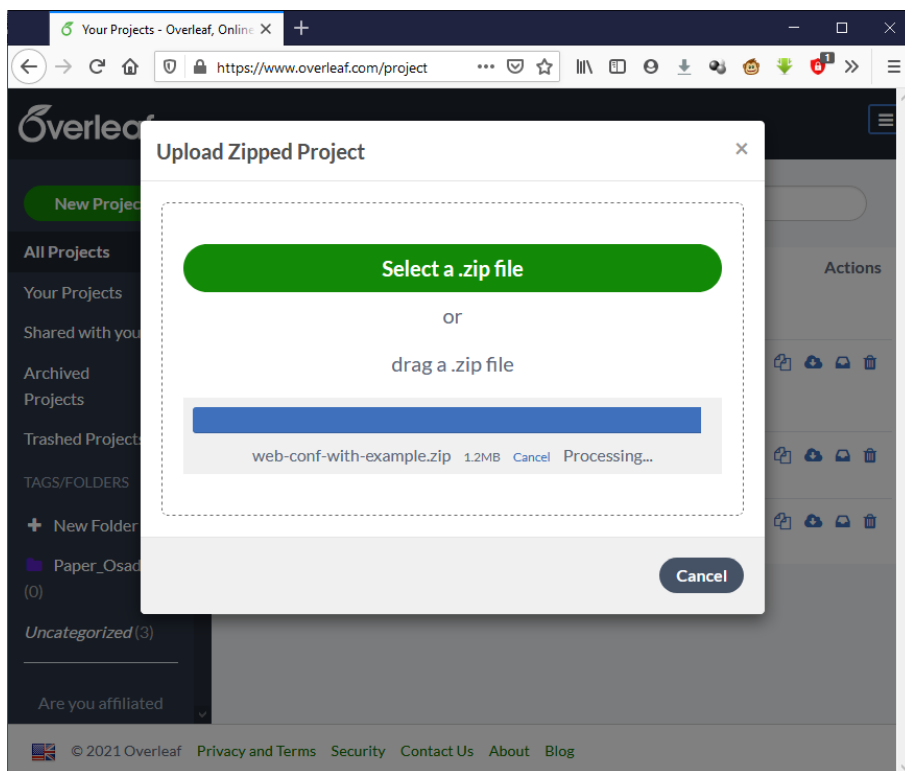 Your Projects - Overleaf, Online
https://www.overleaf.com/project
1
Overleaf
Upload Zipped Project
New Projec
Select a .zip file
All Projects
Actions
Your Projects
or
Shared with you
drag a .zip file
Archived
Projects
Trashed Projects
web-conf-with-example.zip 1.2MB Cancel Processing...
TAGS/FOLDERS
New Folder
Paper_Osad
(0)
Cancel
Uncategorized (3)
Are you affiliated
© 2021 Overleaf Privacy and Terms Security Contact Us About Blog